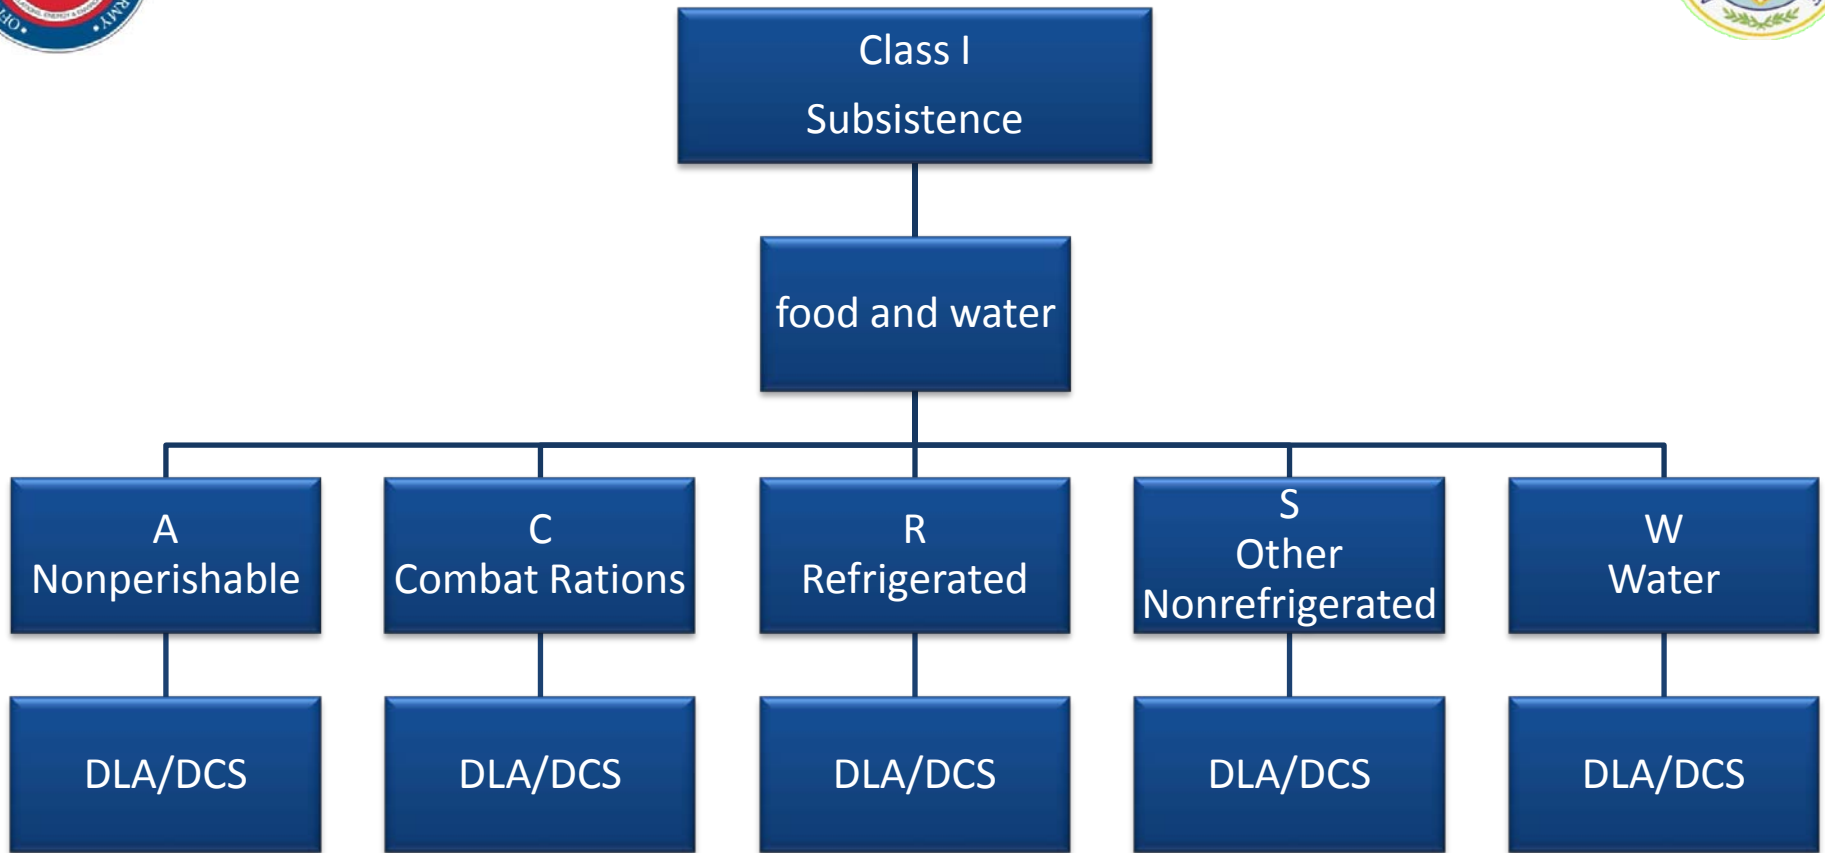 Class I
Subsistence
food and water
A
Nonperishable
C
Combat Rations
R
Refrigerated
S
Other
Nonrefrigerated
W
Water
DLA/DCS
DLA/DCS
DLA/DCS
DLA/DCS
DLA/DCS